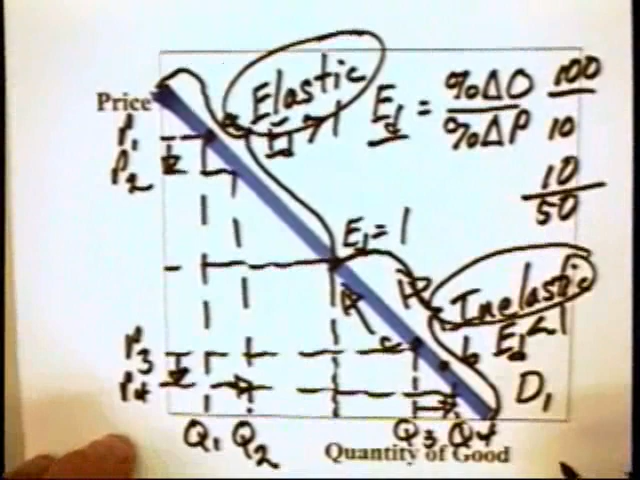 Elastic
Ed = %ΔQ / %ΔP
100
10
10
50
Price
P1
P2
Ed > 1
Ed = 1
Inelastic
Ed < 1
P3
P4
b
D1
Q1 Q2 Q3 Q4
Quantity of Good